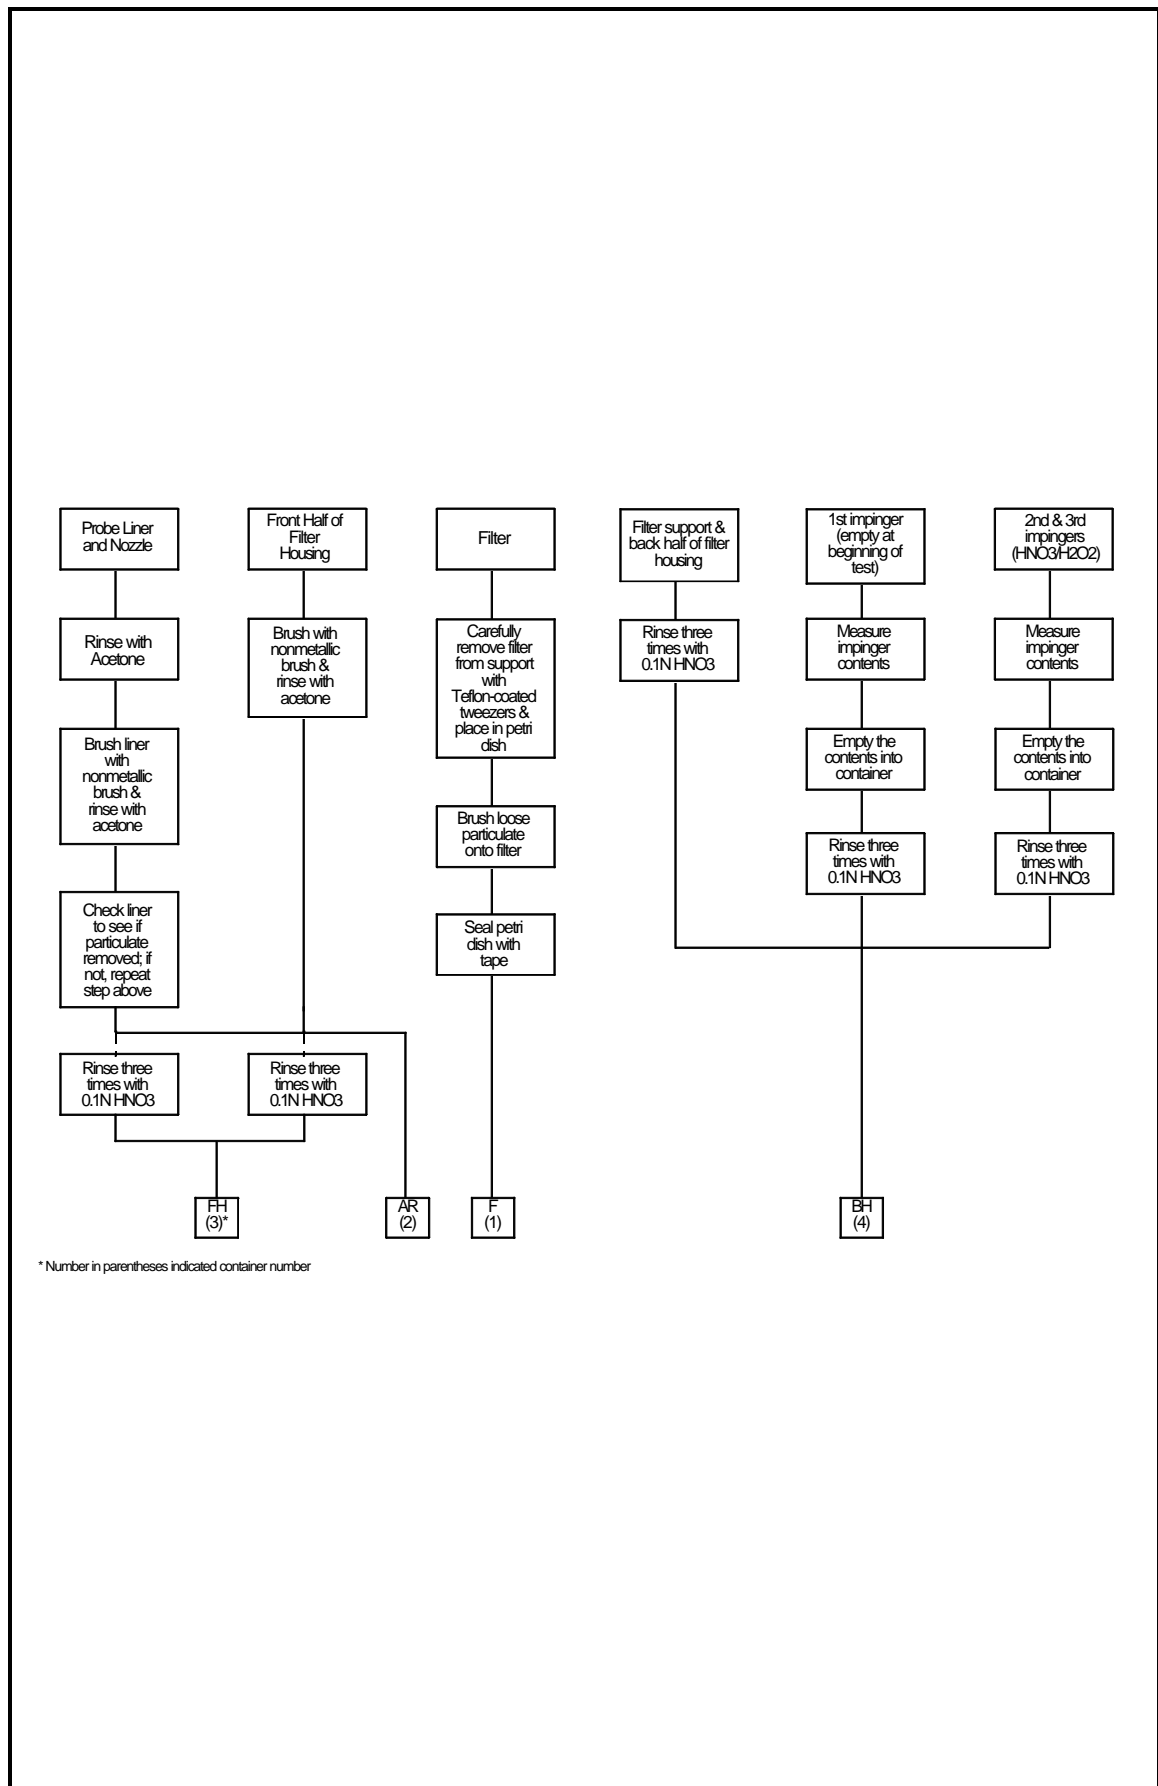 Probe Liner
and Nozzle
Rinse with
Acetone
Brush liner
with
nonmetallic
brush &
rinse with
acetone
Check liner
to see if
particulate
removed; if
not, repeat
step above
Rinse three
times with
0.1N HNO3
Front Half of
Filter
Housing
Brush with
nonmetallic
brush &
rinse with
acetone
Rinse three
times with
0.1N HNO3
FH
(3)*
AR
(2)
Filter
Carefully
remove filter
from support
with
Teflon-coated
tweezers &
place in petri
dish
Brush loose
particulate
onto filter
Seal petri
dish with
tape
F
(1)
Filter support &
back half of filter
housing
Rinse three
times with
0.1N HNO3
1st impinger
(empty at
beginning of
test)
Measure
impinger
contents
Empty the
contents into
container
Rinse three
times with
0.1N HNO3
2nd & 3rd
impingers
(HNO3/H2O2)
Measure
impinger
contents
Empty the
contents into
container
Rinse three
times with
0.1N HNO3
BH
(4)
* Number in parentheses indicated container number